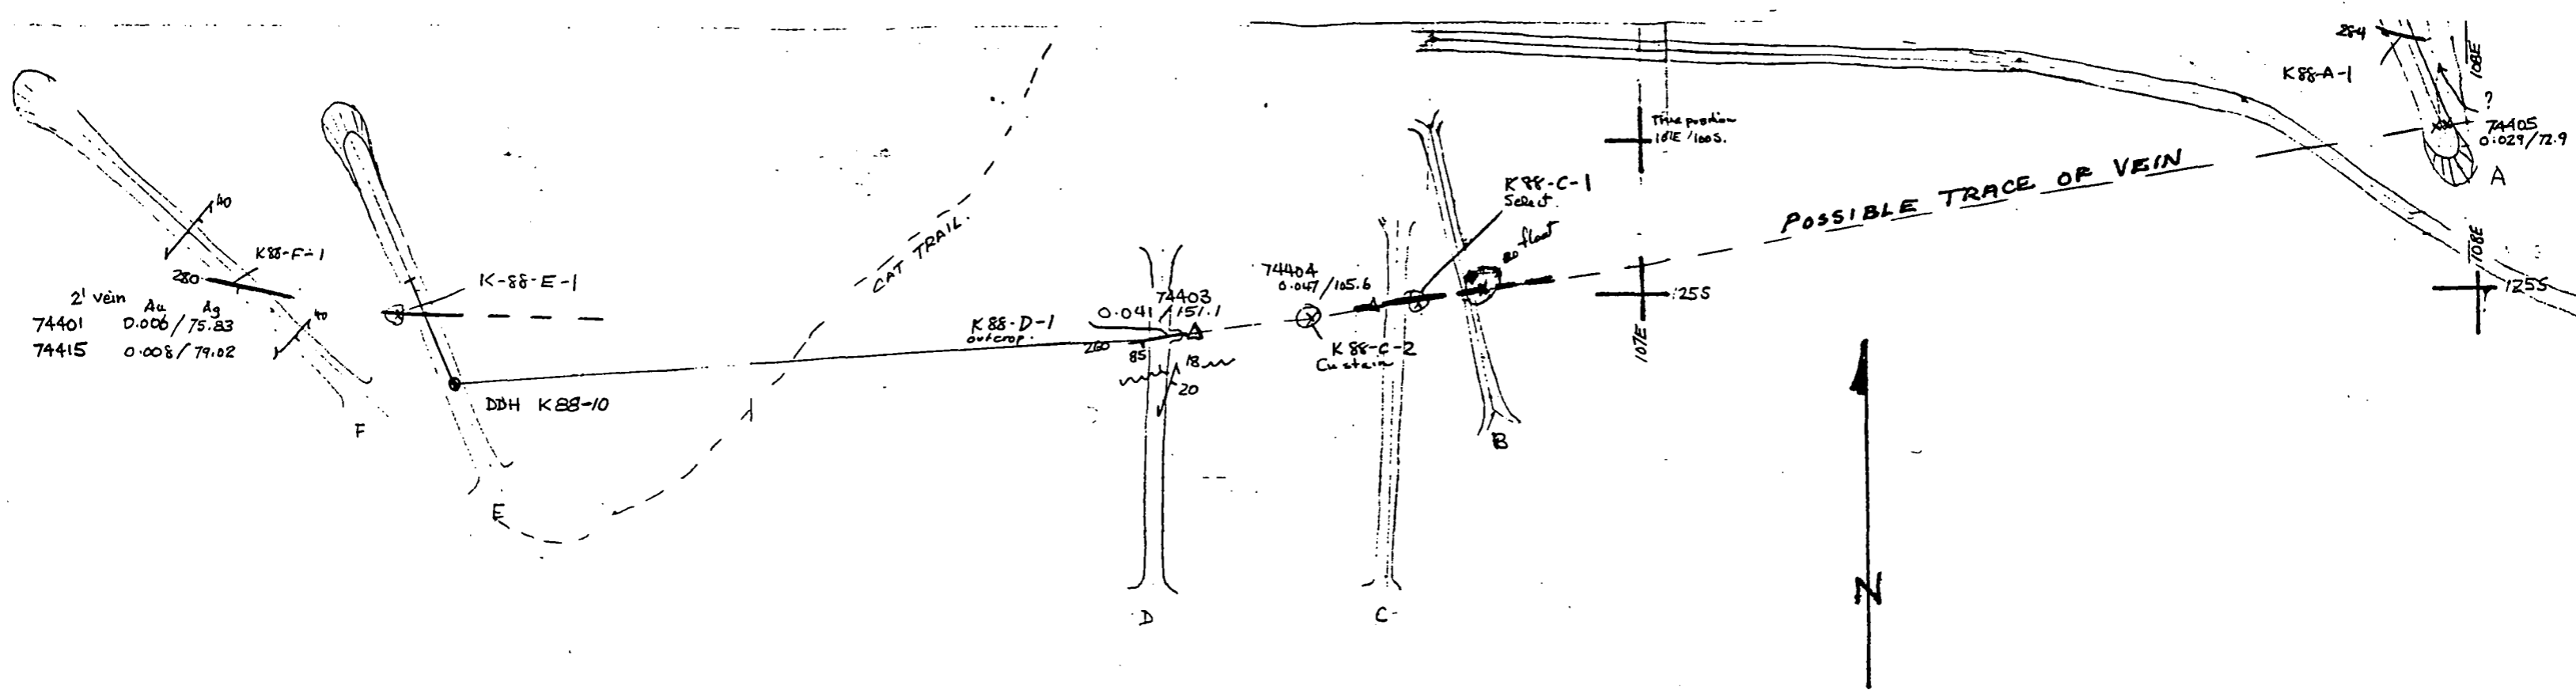 284
108E
K88-A-1
?
74405
0.029/72.9
A
True position
107E/100S.
K88-C-1
Select.
POSSIBLE TRACE OF VEIN
40
float
CAT TRAIL.
K88-F-1
280
2' vein
Au Ag
74401 0.006/75.83
74415 0.008/79.02
40
K-88-E-1
74404
0.047/105.6
125S
107E
108E
125S
74403
0.041/151.1
K88-D-1
outcrop.
260
85
K88-C-2
Cu stain
18
20
DDH K88-10
F
E
B
D
C
N